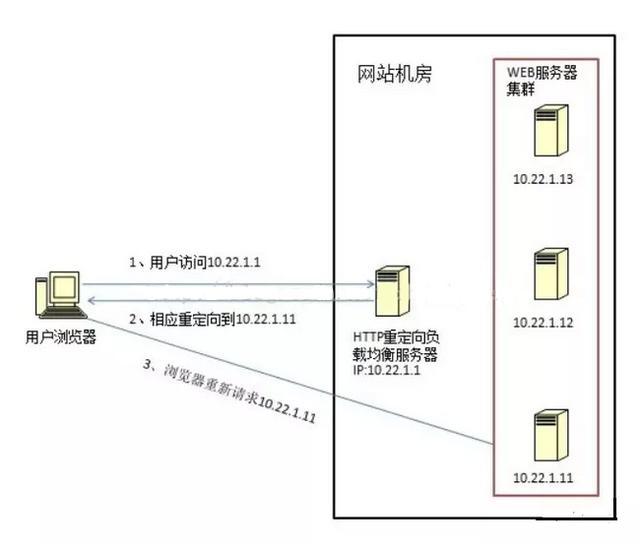 网站机房
WEB服务器
集群
10.22.1.13
1、用户访问10.22.1.1
2、相应重定向到10.22.1.11
用户浏览器
HTTP重定向负
载均衡服务器
IP:10.22.1.1
10.22.1.12
3、浏览器重新请求10.22.1.11
10.22.1.11